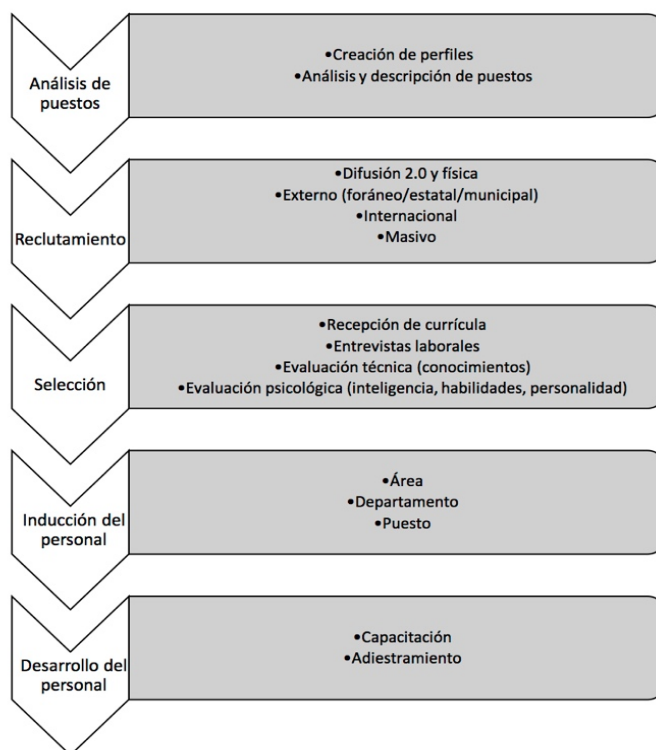 Análisis de
puestos
•Creación de perfiles
•Análisis y descripción de puestos
Reclutamiento
•Difusión 2.0 y física
•Externo (foráneo/estatal/municipal)
•Internacional
•Masivo
Selección
•Recepción de currícula
•Entrevistas laborales
•Evaluación técnica (conocimientos)
•Evaluación psicológica (inteligencia, habilidades, personalidad)
Inducción del
personal
•Área
•Departamento
•Puesto
Desarrollo del
personal
•Capacitación
•Adiestramiento